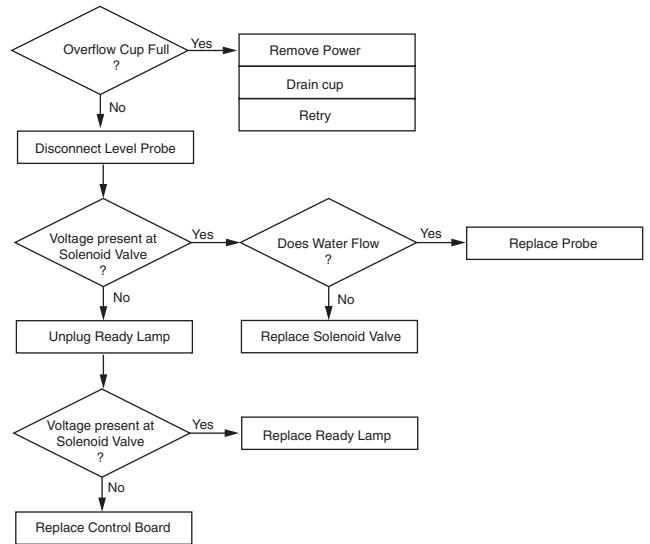 Overflow Cup Full
?
Yes
Remove Power
Drain cup
Retry
No
Disconnect Level Probe
Voltage present at
Solenoid Valve
?
Yes
Does Water Flow
?
Yes
Replace Probe
No
No
Unplug Ready Lamp
Replace Solenoid Valve
Voltage present at
Solenoid Valve
?
Yes
Replace Ready Lamp
No
Replace Control Board